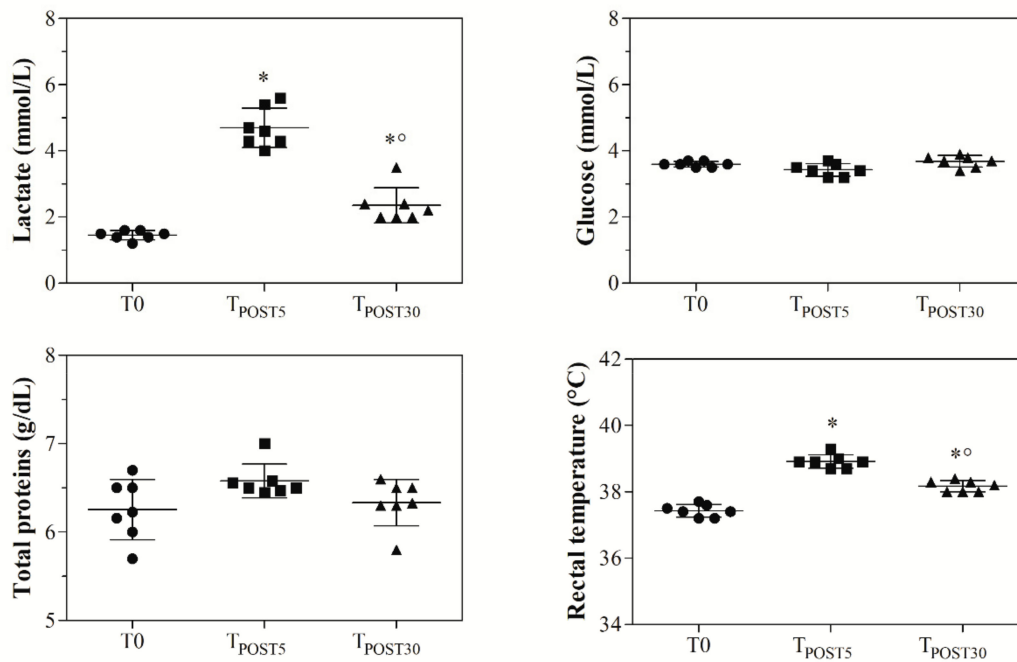 Lactate (mmol/L)
8
6
4
2
0
*
*°
T0
TPOST5
TPOST30
Glucose (mmol/L)
8
6
4
2
0
T0
TPOST5
TPOST30
Total proteins (g/dL)
8
7
6
5
T0
TPOST5
TPOST30
Rectal temperature (°C)
42
40
38
36
34
*
*°
T0
TPOST5
TPOST30